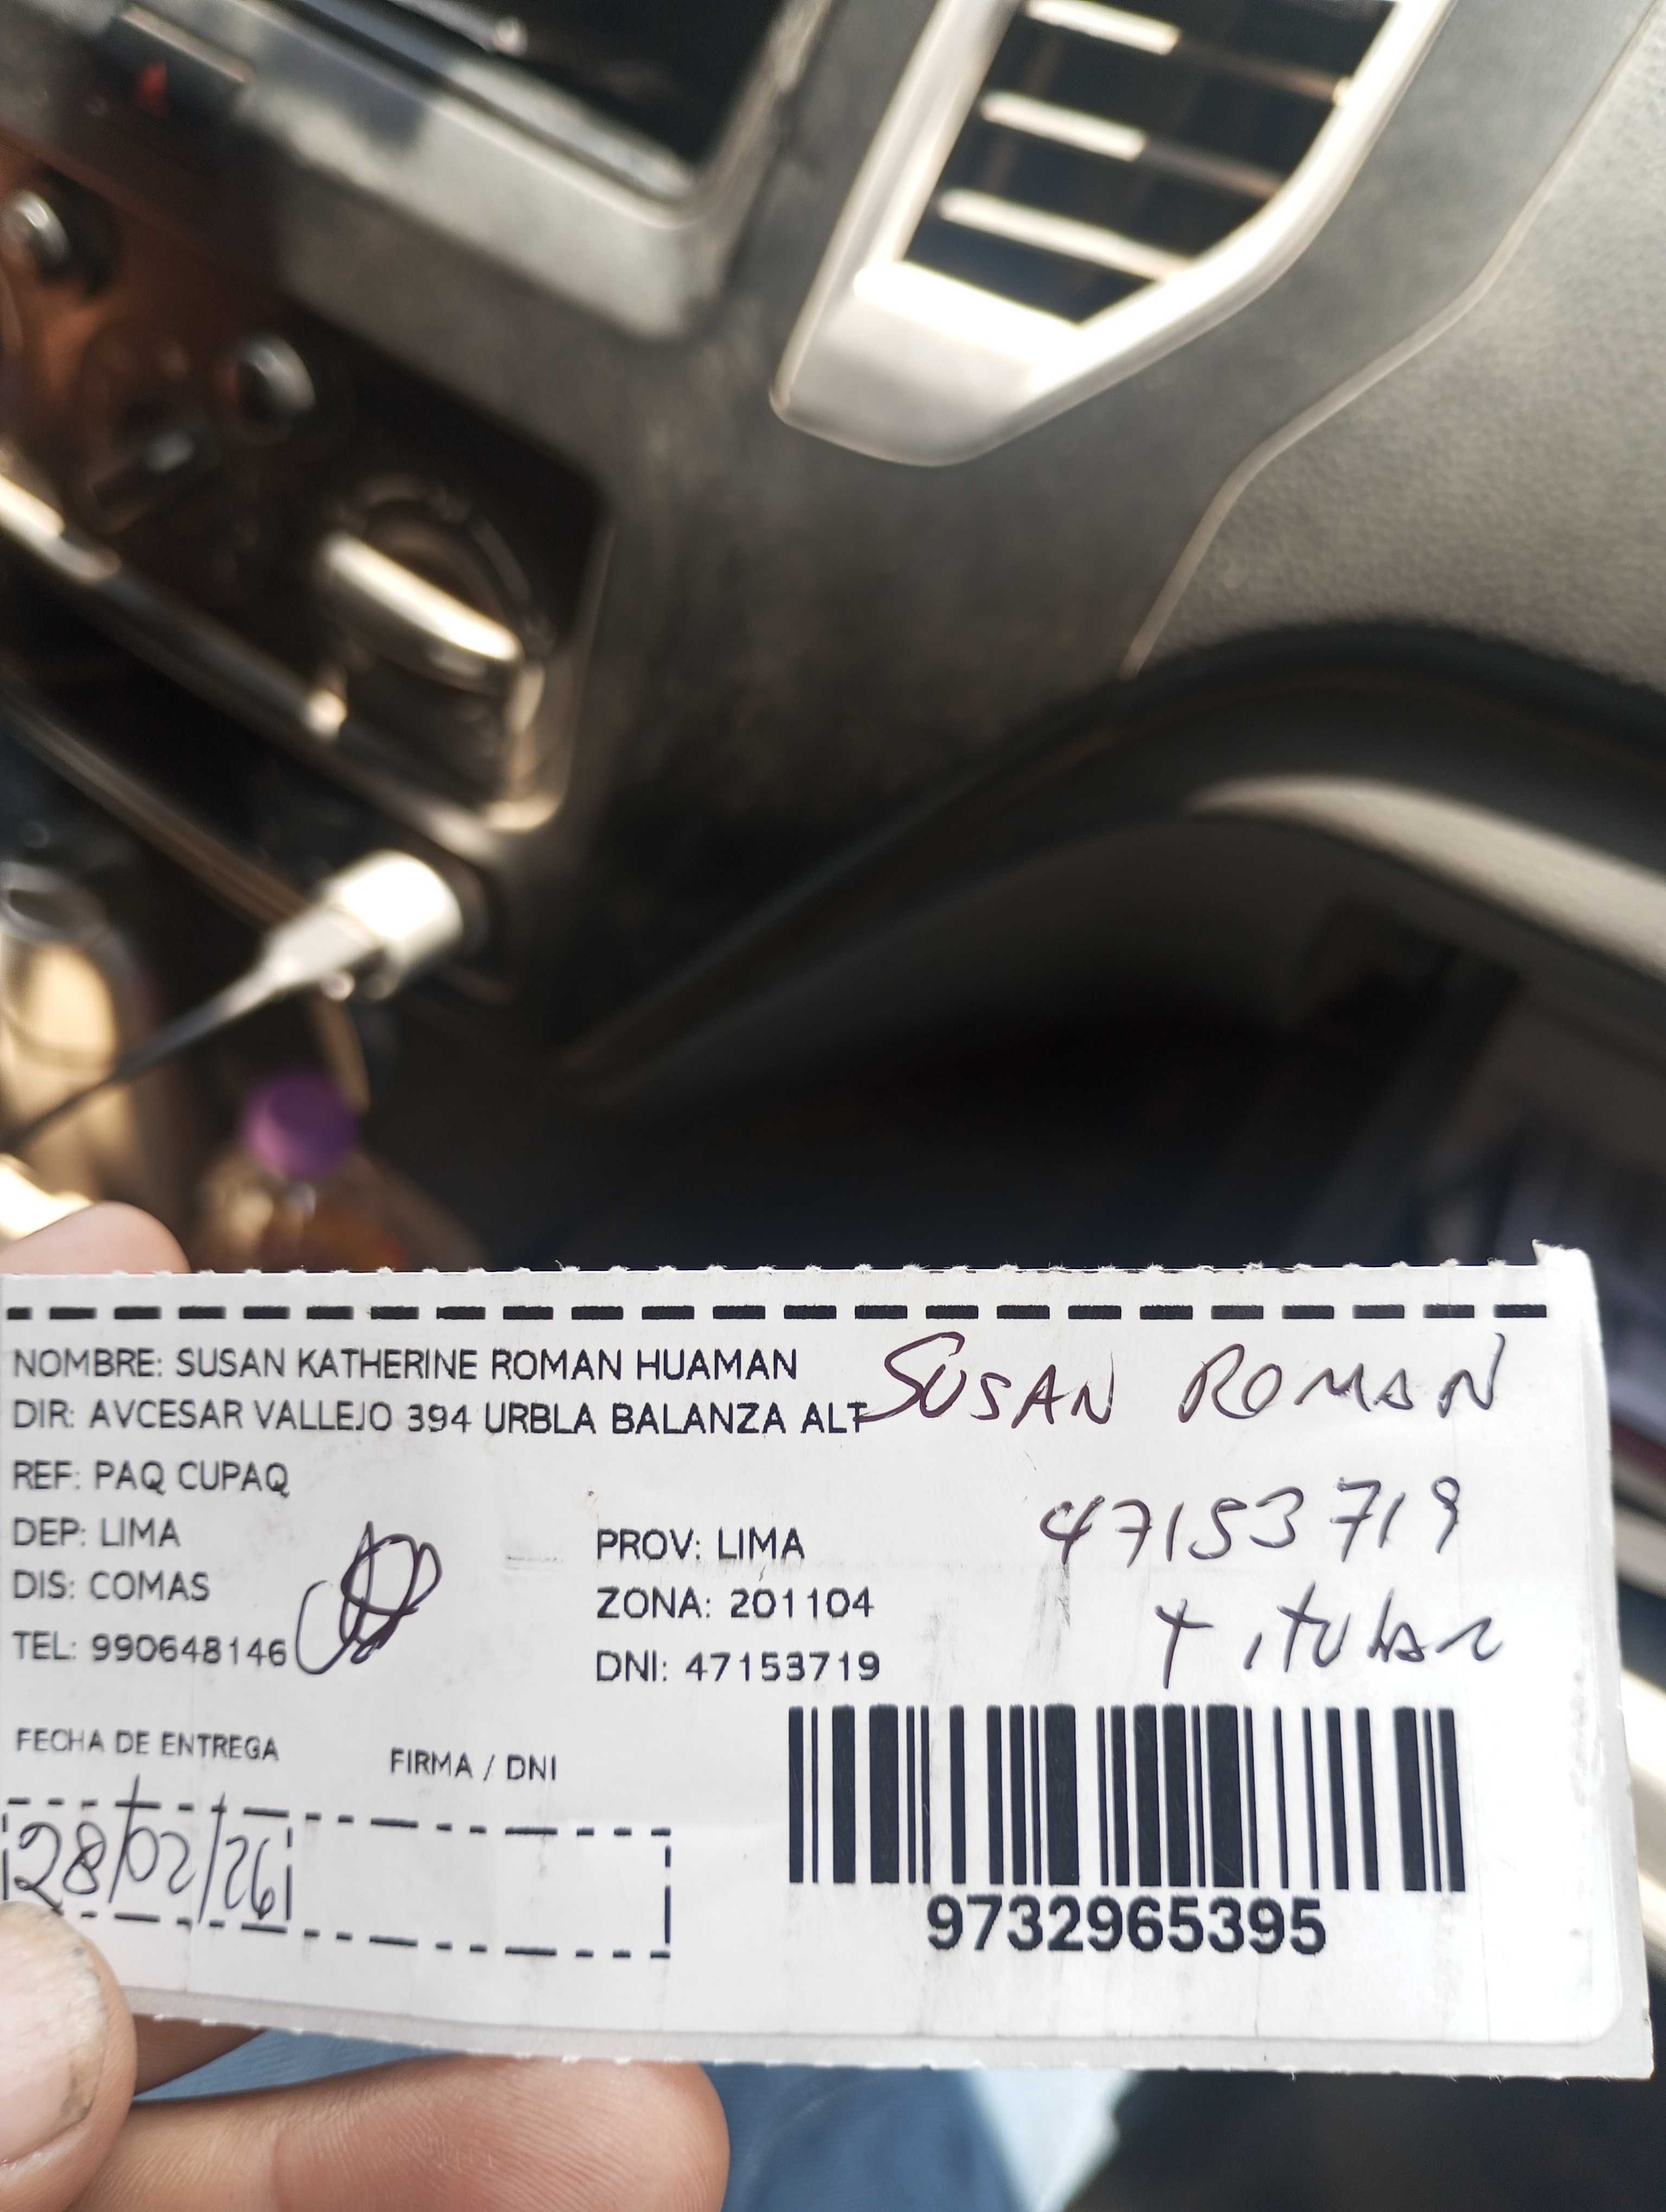 NOMBRE: SUSAN KATHERINE ROMAN HUAMAN
SUSAN ROMAN
DIR: AVCESAR VALLEJO 394 URBLA BALANZA ALT
REF: PAQ CUPAQ
47153719
DEP: LIMA
PROV: LIMA
DIS: COMAS
ZONA: 201104
titular
TEL: 990648146
DNI: 47153719
FECHA DE ENTREGA
FIRMA / DNI
28/02/26
9732965395